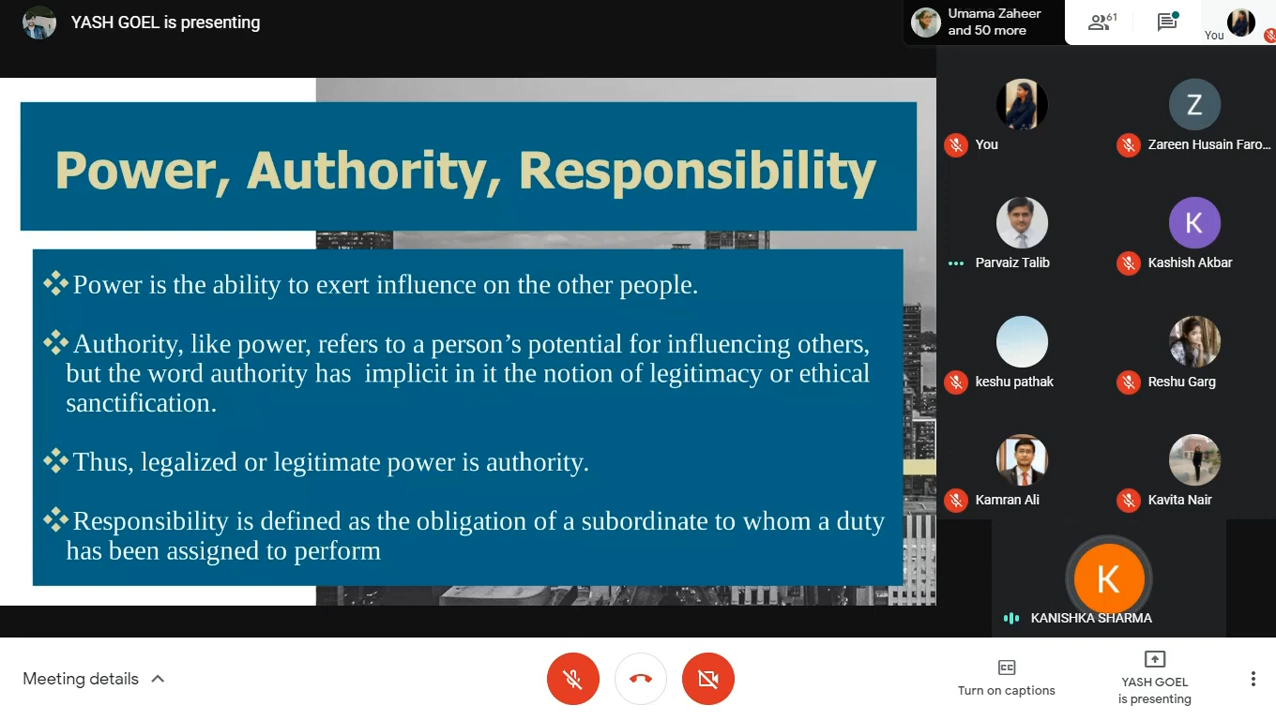 YASH GOEL is presenting
Umama Zaheer
and 50 more
61
You
Power, Authority, Responsibility
Power is the ability to exert influence on the other people.
Authority, like power, refers to a person's potential for influencing others,
but the word authority has implicit in it the notion of legitimacy or ethical
sanctification.
Thus, legalized or legitimate power is authority.
Responsibility is defined as the obligation of a subordinate to whom a duty
has been assigned to perform
You
Z
Zareen Husain Faro...
Parvaiz Talib
K
Kashish Akbar
keshu pathak
Reshu Garg
Kamran Ali
Kavita Nair
K
KANISHKA SHARMA
Meeting details
CC
Turn on captions
YASH GOEL
is presenting